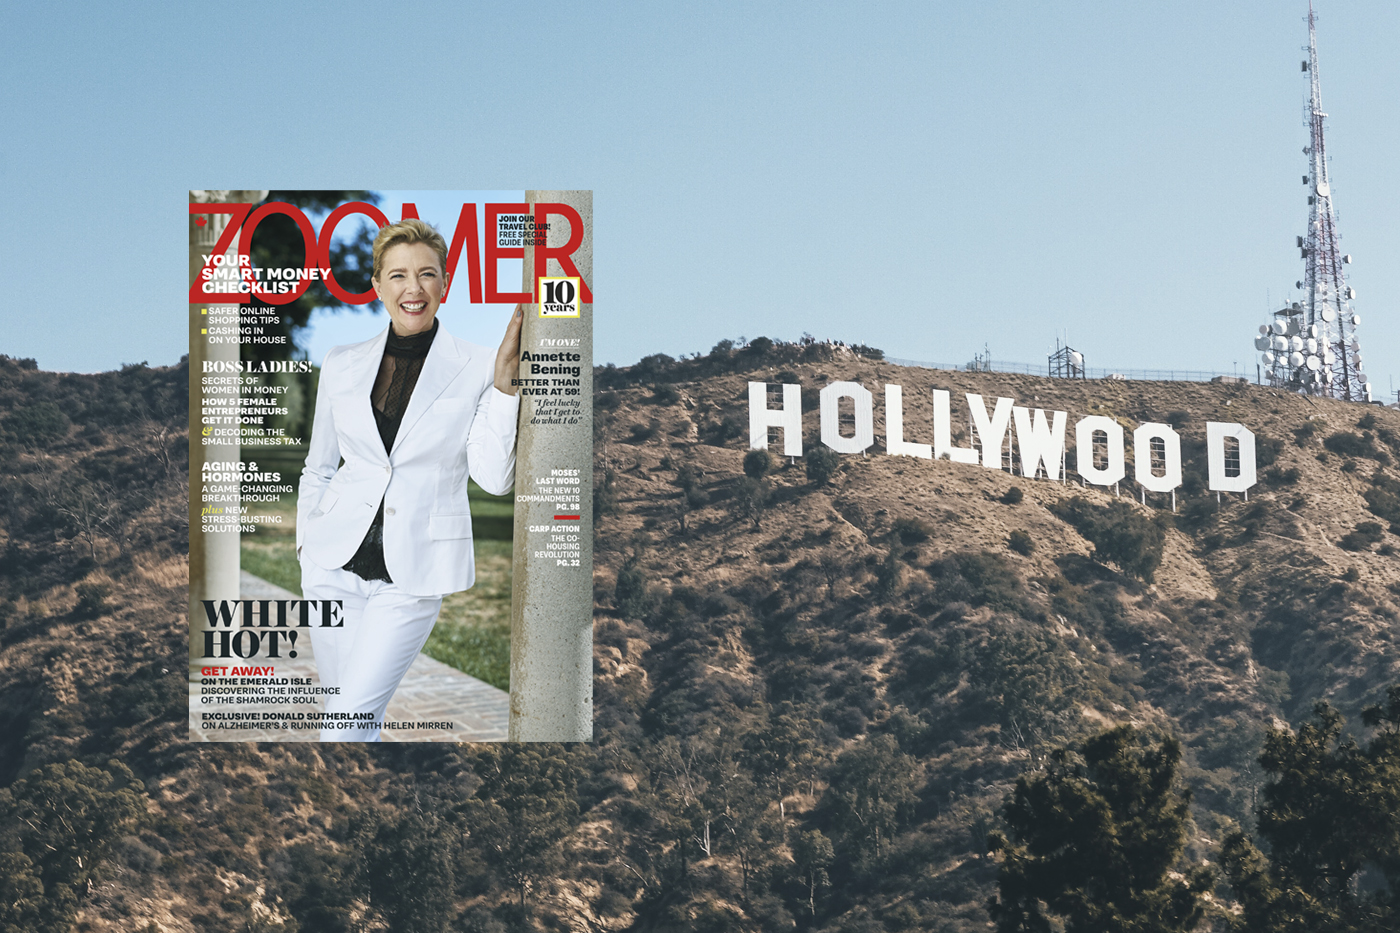 ZOOMER
JOIN OUR
TRAVEL CLUB!
FREE SPECIAL
GUIDE INSIDE
YOUR
SMART MONEY
CHECKLIST
SAFER ONLINE
SHOPPING TIPS
CASHING IN
ON YOUR HOUSE
BOSS LADIES!
SECRETS OF
WOMEN IN MONEY
HOW 5 FEMALE
ENTREPRENEURS
GET IT DONE
& DECODING THE
SMALL BUSINESS TAX
AGING &
HORMONES
A GAME-CHANGING
BREAKTHROUGH
plus NEW
STRESS-BUSTING
SOLUTIONS
WHITE
HOT!
GET AWAY!
ON THE EMERALD ISLE
DISCOVERING THE INFLUENCE
OF THE SHAMROCK SOUL
EXCLUSIVE! DONALD SUTHERLAND
ON ALZHEIMER'S & RUNNING OFF WITH HELEN MIRREN
10
years
I'M ONE!
Annette
Bening
BETTER THAN
EVER AT 59!
"I feel lucky
that I get to
do what I do"
MOSES'
LAST WORD
THE NEW 10
COMMANDMENTS
PG. 98
CARP ACTION
THE CO-
HOUSING
REVOLUTION
PG. 32
HOLLYWOOD